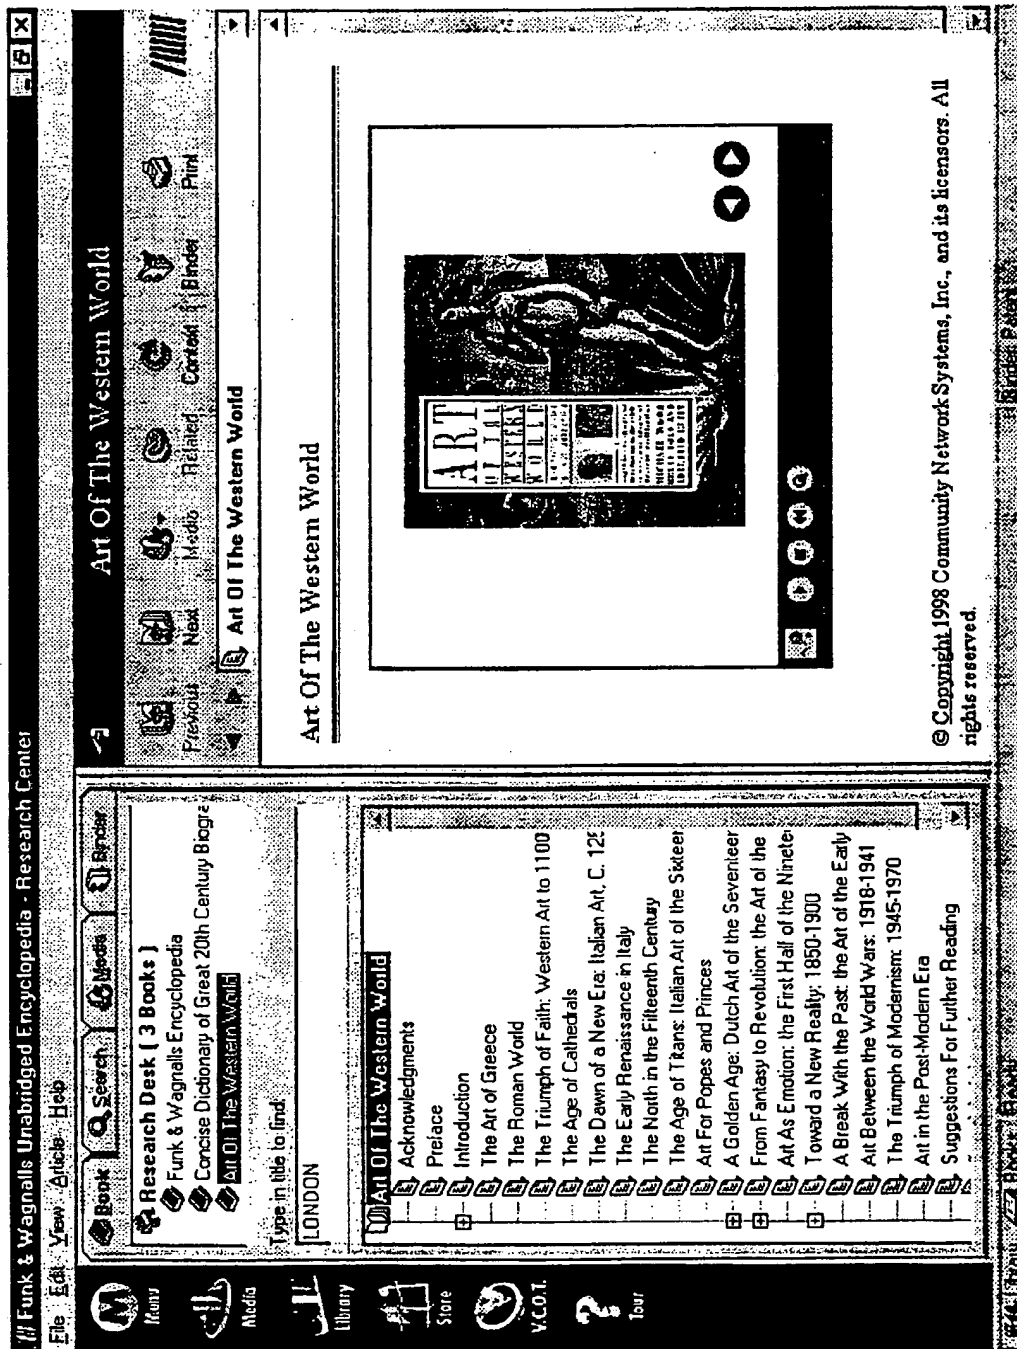 Funk & Wagnalls Unabridged Encyclopedia - Research Center
File Edit View Article Help
Menu
Media
Library
Store
V.C.O.T.
Tour
Book
Search
Media
Binder
Research Desk ( 3 Books )
Funk & Wagnalls Encyclopedia
Concise Dictionary of Great 20th Century Biogra
Art Of The Western World
Type in title to find:
LONDON
Art Of The Western World
Acknowledgments
Preface
Introduction
The Art of Greece
The Roman World
The Triumph of Faith: Western Art to 1100
The Age of Cathedrals
The Dawn of a New Era: Italian Art, C. 129
The Early Renaissance in Italy
The North in the Fifteenth Century
The Age of Titans: Italian Art of the Sixteen
Art For Popes and Princes
A Golden Age: Dutch Art of the Seventeen
From Fantasy to Revolution: the Art of the
Art As Emotion: the First Half of the Ninetee
Toward a New Reality: 1850-1900
A Break With the Past: the Art of the Early
Art Between the World Wars: 1918-1941
The Triumph of Modernism: 1945-1970
Art in the Post-Modern Era
Suggestions For Futher Reading
Art Of The Western World
Previous
Next
Media
Related
Context
Binder
Print
Art Of The Western World
Art Of The Western World
ART
OF THE
WESTERN
WORLD
© Copyright 1998 Community Network Systems, Inc., and its licensors. All
rights reserved.